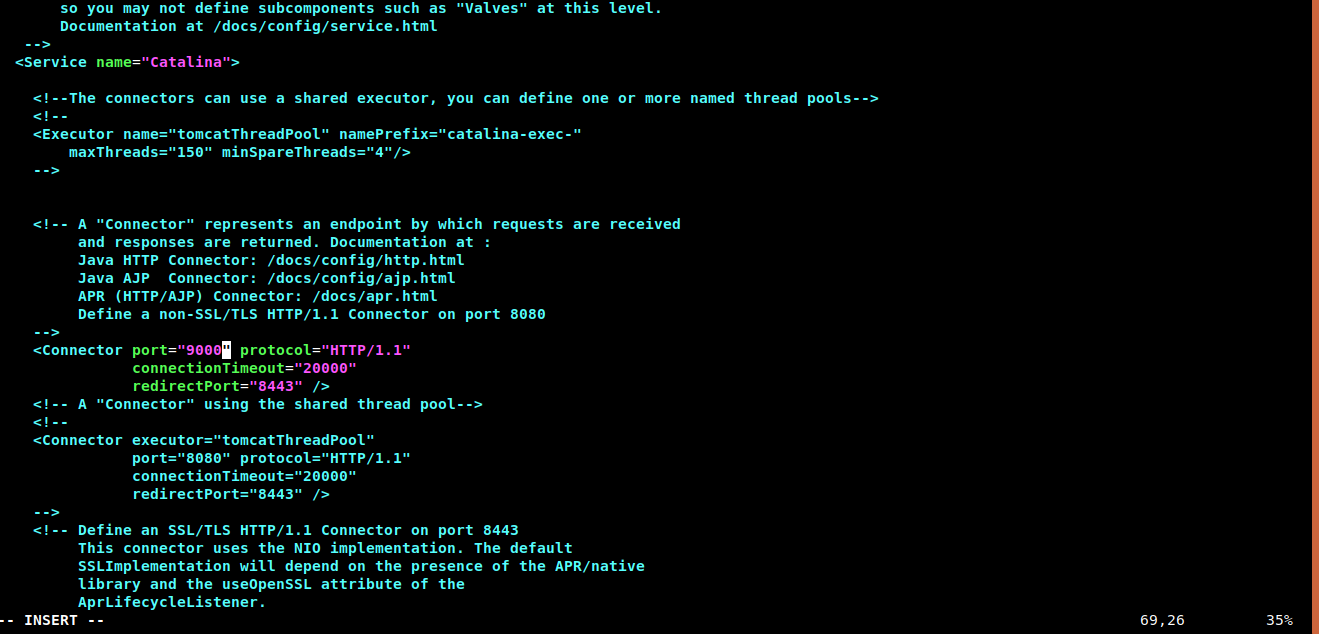 so you may not define subcomponents such as "Valves" at this level.
Documentation at /docs/config/service.html
-->
<Service name="Catalina">
<!--The connectors can use a shared executor, you can define one or more named thread pools-->
<!--
<Executor name="tomcatThreadPool" namePrefix="catalina-exec-"
maxThreads="150" minSpareThreads="4"/>
-->
<!-- A "Connector" represents an endpoint by which requests are received
and responses are returned. Documentation at :
Java HTTP Connector: /docs/config/http.html
Java AJP  Connector: /docs/config/ajp.html
APR (HTTP/AJP) Connector: /docs/apr.html
Define a non-SSL/TLS HTTP/1.1 Connector on port 8080
-->
<Connector port="9000" protocol="HTTP/1.1"
connectionTimeout="20000"
redirectPort="8443" />
<!-- A "Connector" using the shared thread pool-->
<!--
<Connector executor="tomcatThreadPool"
port="8080" protocol="HTTP/1.1"
connectionTimeout="20000"
redirectPort="8443" />
-->
<!-- Define an SSL/TLS HTTP/1.1 Connector on port 8443
This connector uses the NIO implementation. The default
SSLImplementation will depend on the presence of the APR/native
library and the useOpenSSL attribute of the
AprLifecycleListener.
-- INSERT -- 69,26 35%